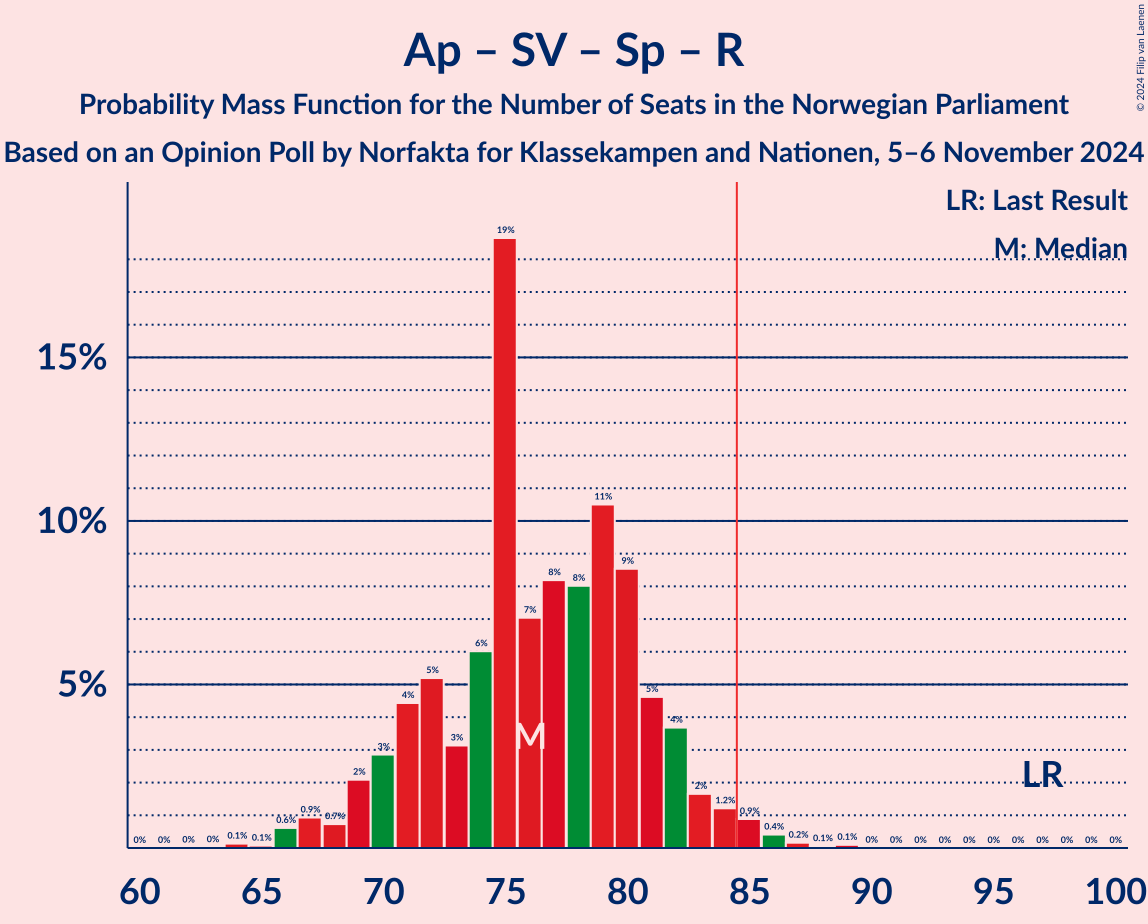 Ap – SV – Sp – R
Probability Mass Function for the Number of Seats in the Norwegian Parliament
Based on an Opinion Poll by Norfakta for Klassekampen and Nationen, 5–6 November 2024
© 2024 Filip van Laenen
LR: Last Result
M: Median
15%
10%
5%
0% 0% 0% 0% 0.1% 0.1% 0.6% 0.9% 0.7% 2% 3% 4% 5% 3% 6% 19% 7% 8% 8% 11% 9% 5% 4% 2% 1.2% 0.9% 0.4% 0.2% 0.1% 0.1% 0% 0% 0% 0% 0% 0% 0% 0% 0% 0% 0%
M
LR
60 65 70 75 80 85 90 95 100